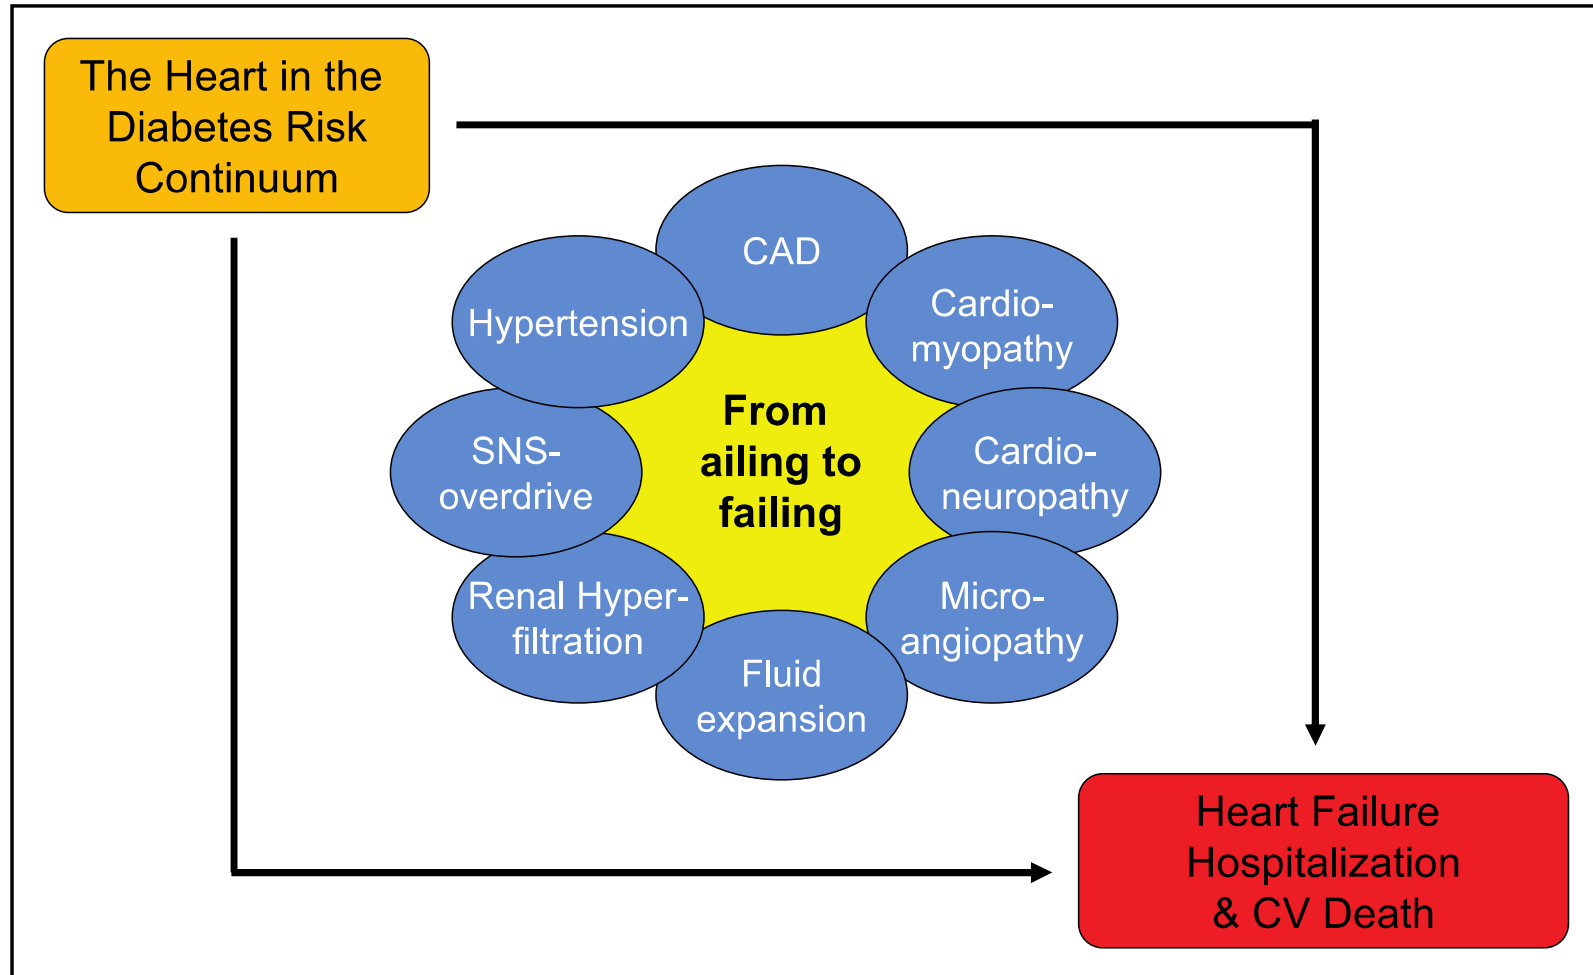 The Heart in the
Diabetes Risk
Continuum
CAD
Hypertension
Cardio-
myopathy
From
ailing to
failing
SNS-
overdrive
Cardio-
neuropathy
Renal Hyper-
filtration
Micro-
angiopathy
Fluid
expansion
Heart Failure
Hospitalization
& CV Death